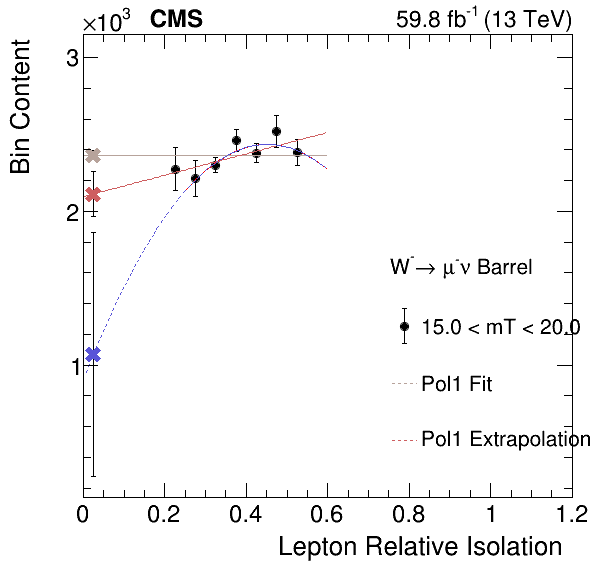 ×10³ CMS 59.8 fb⁻¹ (13 TeV)
Bin Content
3
2
1
W⁻→ μ⁻ν Barrel
15.0 < mT < 20.0
Pol1 Fit
Pol1 Extrapolation
0 0.2 0.4 0.6 0.8 1 1.2
Lepton Relative Isolation